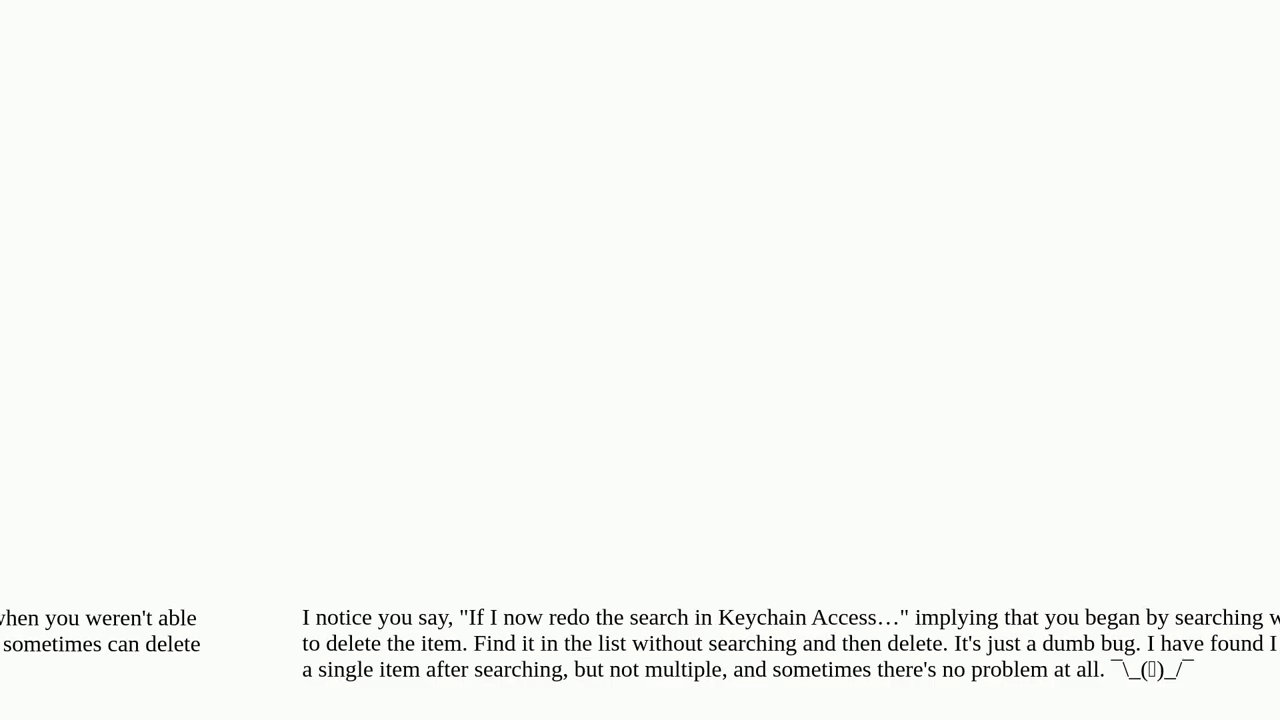 when you weren't able
sometimes can delete
I notice you say, "If I now redo the search in Keychain Access…" implying that you began by searching
to delete the item. Find it in the list without searching and then delete. It's just a dumb bug. I have found I
a single item after searching, but not multiple, and sometimes there's no problem at all. ¯\_(▯)_/¯